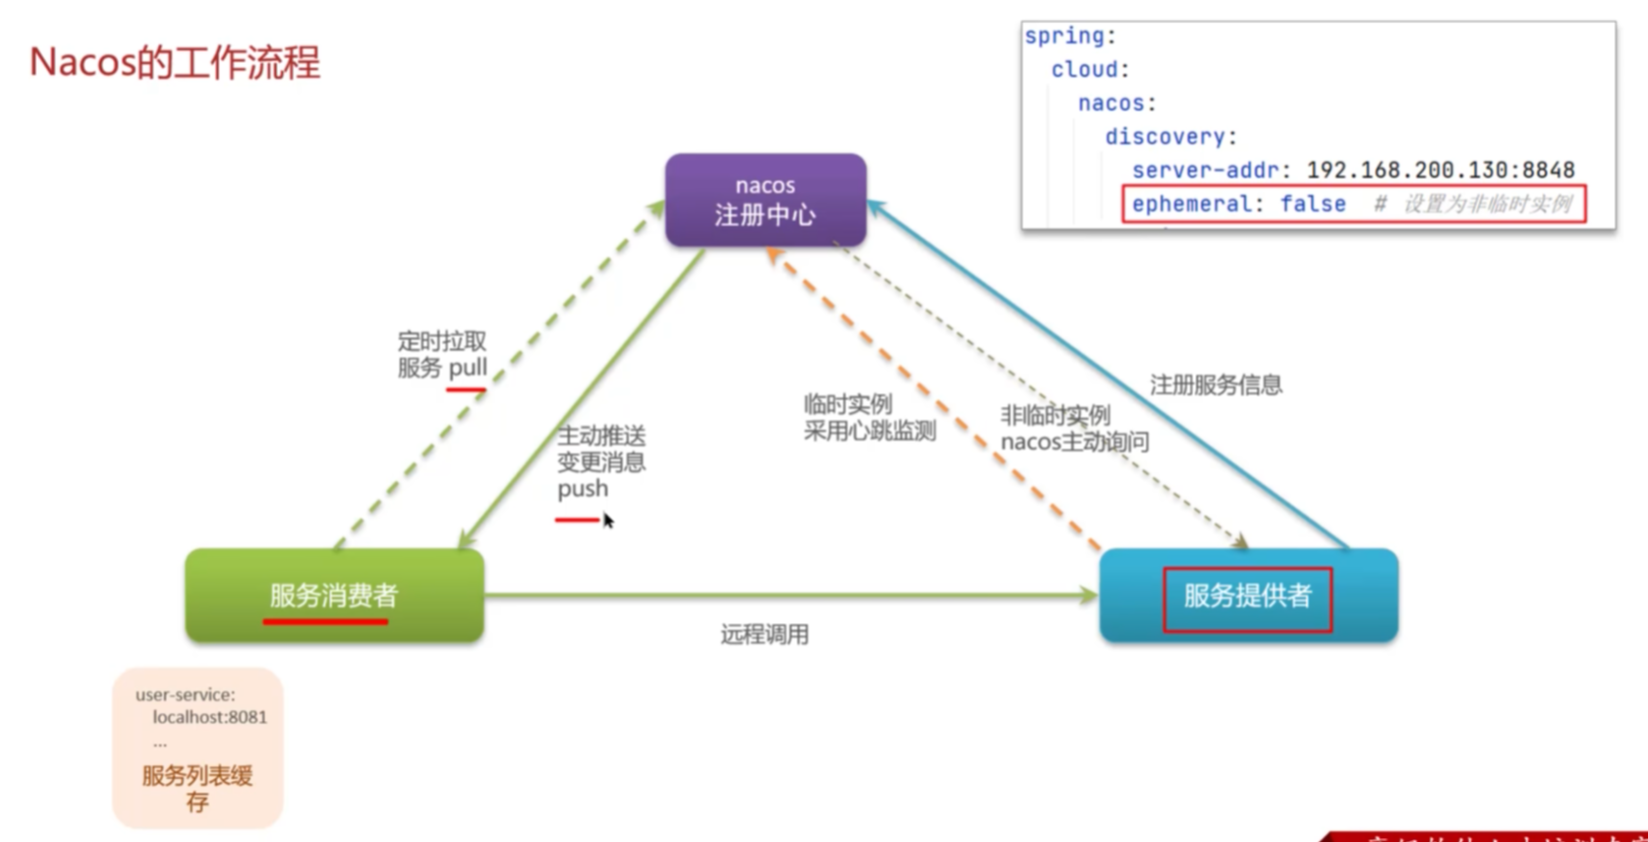 Nacos的工作流程
spring:
cloud:
nacos:
discovery:
server-addr: 192.168.200.130:8848
ephemeral: false # 设置为非临时实例
nacos
注册中心
定时拉取
服务 pull
主动推送
变更消息
push
临时实例
采用心跳监测
非临时实例
nacos主动询问
注册服务信息
服务消费者
服务提供者
远程调用
user-service:
localhost:8081
...
服务列表缓
存